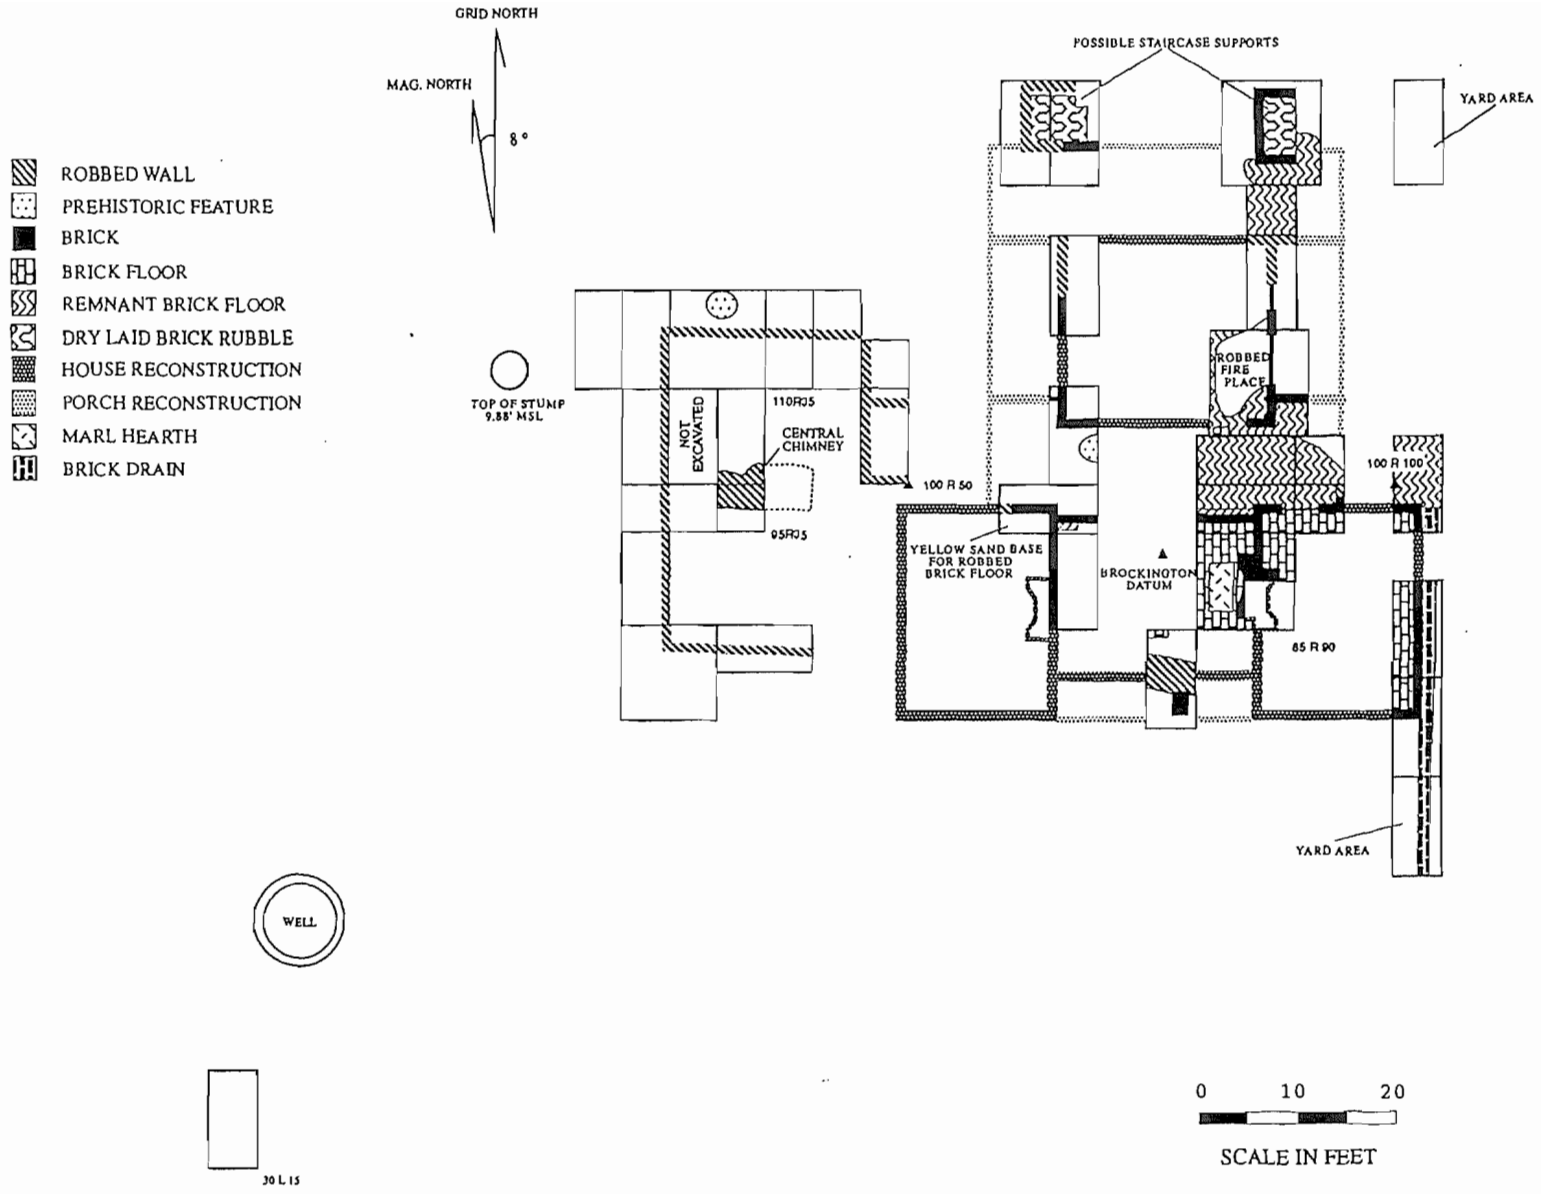 GRID NORTH
MAG. NORTH
8°
ROBBED WALL
PREHISTORIC FEATURE
BRICK
BRICK FLOOR
REMNANT BRICK FLOOR
DRY LAID BRICK RUBBLE
HOUSE RECONSTRUCTION
PORCH RECONSTRUCTION
MARL HEARTH
BRICK DRAIN
POSSIBLE STAIRCASE SUPPORTS
YARD AREA
TOP OF STUMP
9.88' MSL
NOT
EXCAVATED
110R35
CENTRAL
CHIMNEY
95R35
100 R 50
ROBBED
FIRE
PLACE
100 R 100
YELLOW SAND BASE
FOR ROBBED
BRICK FLOOR
BROCKINGTON
DATUM
85 R 90
YARD AREA
WELL
30 L 15
0 10 20
SCALE IN FEET